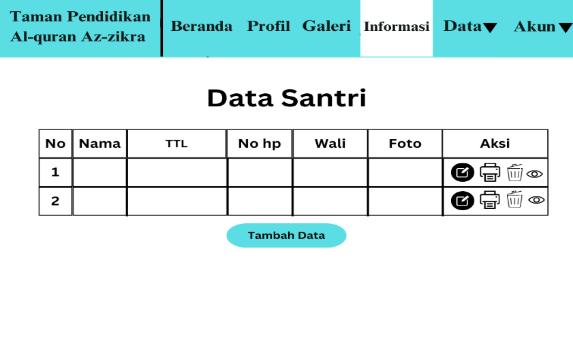 Taman Pendidikan
Al-quran Az-zikra
Beranda Profil Galeri Informasi Data Akun
Data Santri
No Nama TTL No hp Wali Foto Aksi
1
2
Tambah Data